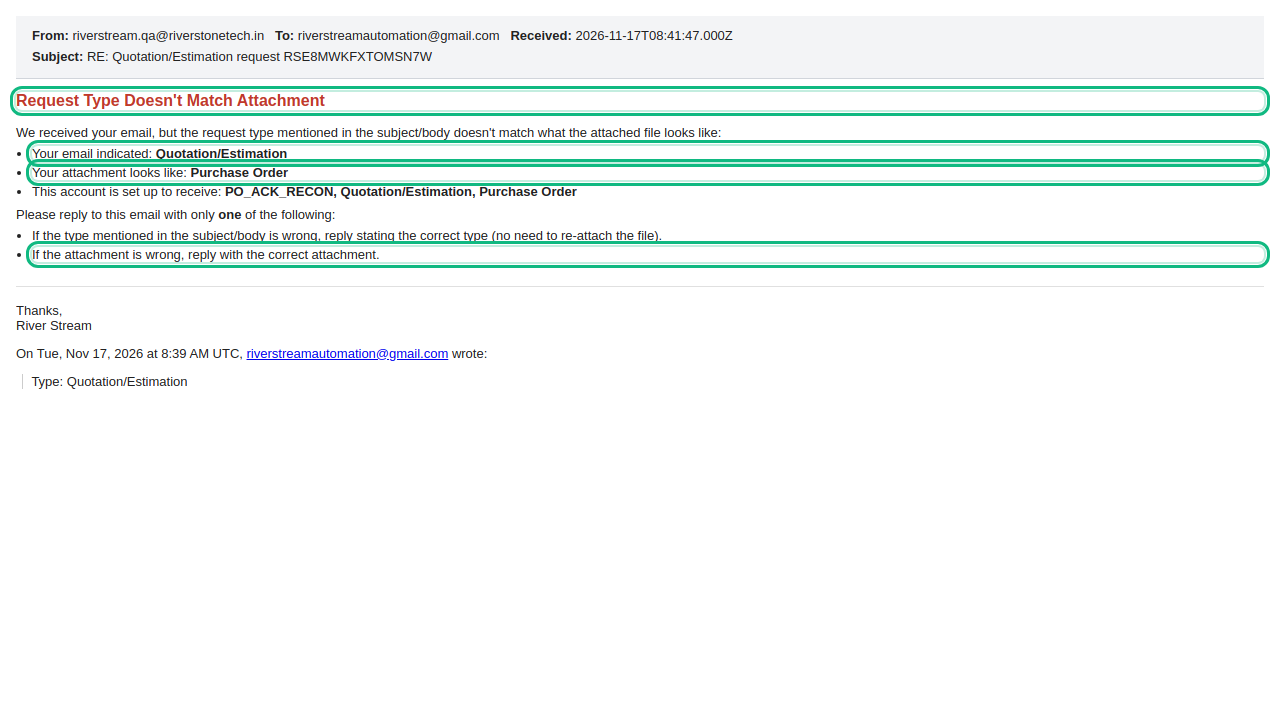 From: riverstream.qa@riverstonetech.in To: riverstreamautomation@gmail.com Received: 2026-11-17T08:41:47.000Z
Subject: RE: Quotation/Estimation request RSE8MWKFXTOMSN7W
Request Type Doesn't Match Attachment
We received your email, but the request type mentioned in the subject/body doesn't match what the attached file looks like:
• Your email indicated: Quotation/Estimation
• Your attachment looks like: Purchase Order
• This account is set up to receive: PO_ACK_RECON, Quotation/Estimation, Purchase Order
Please reply to this email with only one of the following:
• If the type mentioned in the subject/body is wrong, reply stating the correct type (no need to re-attach the file).
• If the attachment is wrong, reply with the correct attachment.
Thanks,
River Stream
On Tue, Nov 17, 2026 at 8:39 AM UTC, riverstreamautomation@gmail.com wrote:
Type: Quotation/Estimation